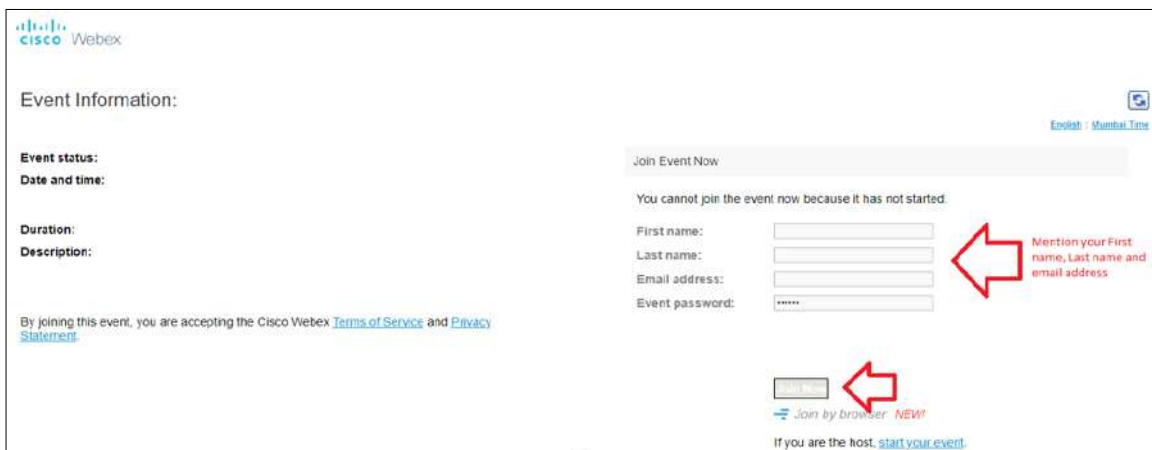 cisco Webex
Event Information:
English : Mumbai Time
Event status:
Date and time:
Duration:
Description:
By joining this event, you are accepting the Cisco Webex Terms of Service and Privacy
Statement.
Join Event Now
You cannot join the event now because it has not started.
First name:
Last name:
Email address:
Event password:
••••••
Mention your First
name, Last name and
email address
Join Now
Join by browser NEW!
If you are the host, start your event.